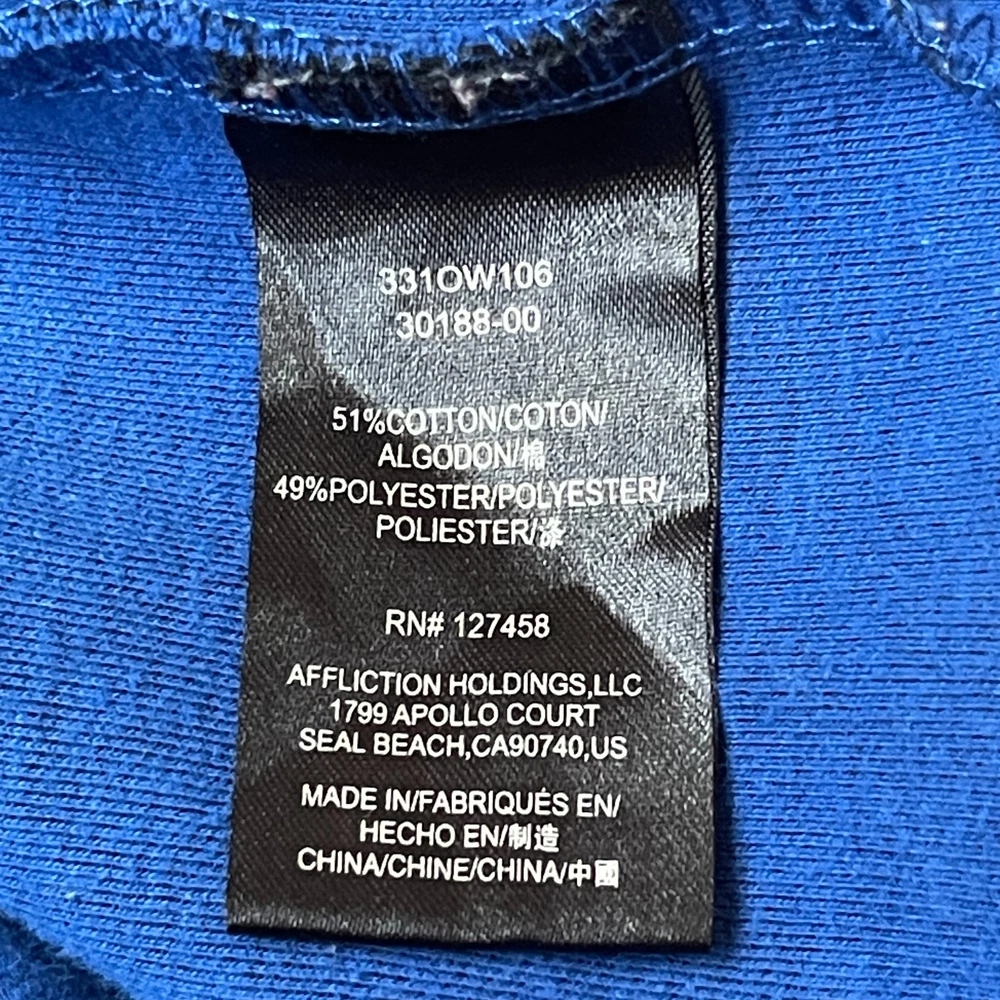 331OW106
30188-00
51%COTTON/COTON/
ALGODON/棉
49%POLYESTER/POLYESTER/
POLIESTER/涤
RN# 127458
AFFLICTION HOLDINGS,LLC
1799 APOLLO COURT
SEAL BEACH,CA90740,US
MADE IN/FABRIQUÉS EN/
HECHO EN/制造
CHINA/CHINE/CHINA/中國